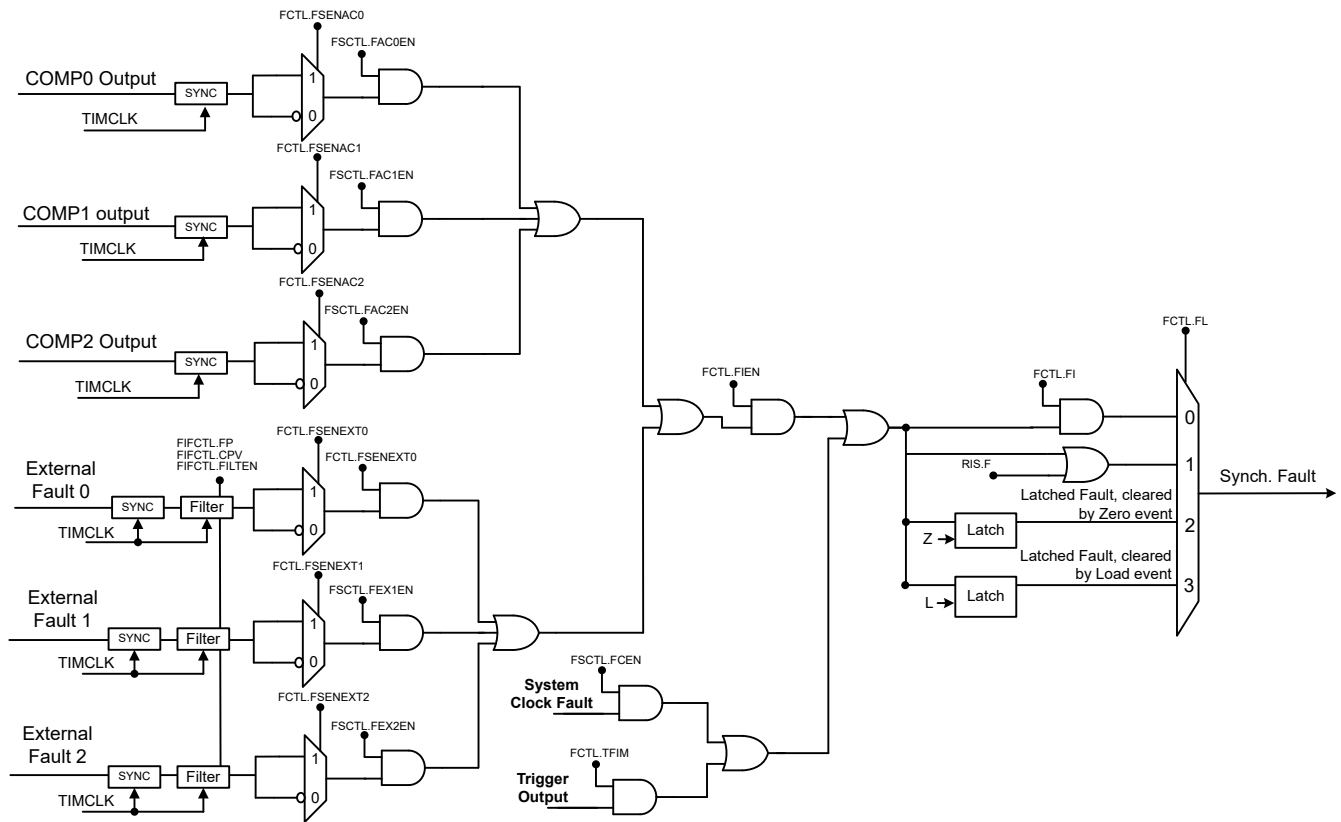 FCTL.FSENAC0
FSCTL.FAC0EN
COMP0 Output
SYNC
1
0
TIMCLK
FCTL.FSENAC1
FSCTL.FAC1EN
COMP1 output
SYNC
1
0
TIMCLK
FCTL.FSENAC2
FSCTL.FAC2EN
COMP2 Output
SYNC
1
0
TIMCLK
FCTL.FL
FCTL.FIEN
FCTL.FI
0
RIS.F
1
Synch. Fault
Latched Fault, cleared
by Zero event
2
Z
Latch
Latched Fault, cleared
by Load event
3
L
Latch
FIFCTL.FP
FIFCTL.CPV
FIFCTL.FILTEN
FCTL.FSENEXT0
FCTL.FSENEXT0
External
Fault 0
SYNC
Filter
1
0
TIMCLK
FCTL.FSENEXT1
FSCTL.FEX1EN
External
Fault 1
SYNC
Filter
1
0
TIMCLK
FCTL.FSENEXT2
FSCTL.FEX2EN
External
Fault 2
SYNC
Filter
1
0
TIMCLK
FSCTL.FCEN
System
Clock Fault
FCTL.TFIM
Trigger
Output